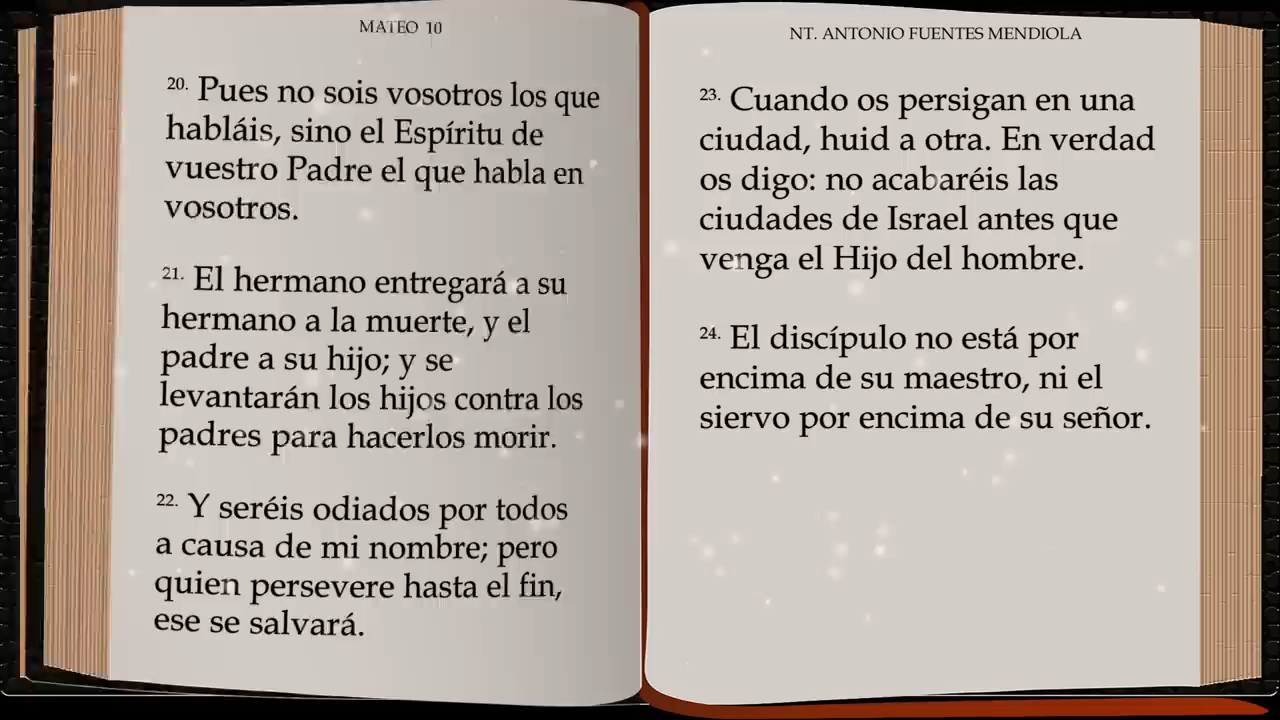 MATEO 10
20. Pues no sois vosotros los que
habláis, sino el Espíritu de
vuestro Padre el que habla en
vosotros.
21. El hermano entregará a su
hermano a la muerte, y el
padre a su hijo; y se
levantarán los hijos contra los
padres para hacerlos morir.
22. Y seréis odiados por todos
a causa de mi nombre; pero
quien persevere hasta el fin,
ese se salvará.
NT. ANTONIO FUENTES MENDIOLA
23. Cuando os persigan en una
ciudad, huid a otra. En verdad
os digo: no acabaréis las
ciudades de Israel antes que
venga el Hijo del hombre.
24. El discípulo no está por
encima de su maestro, ni el
siervo por encima de su señor.